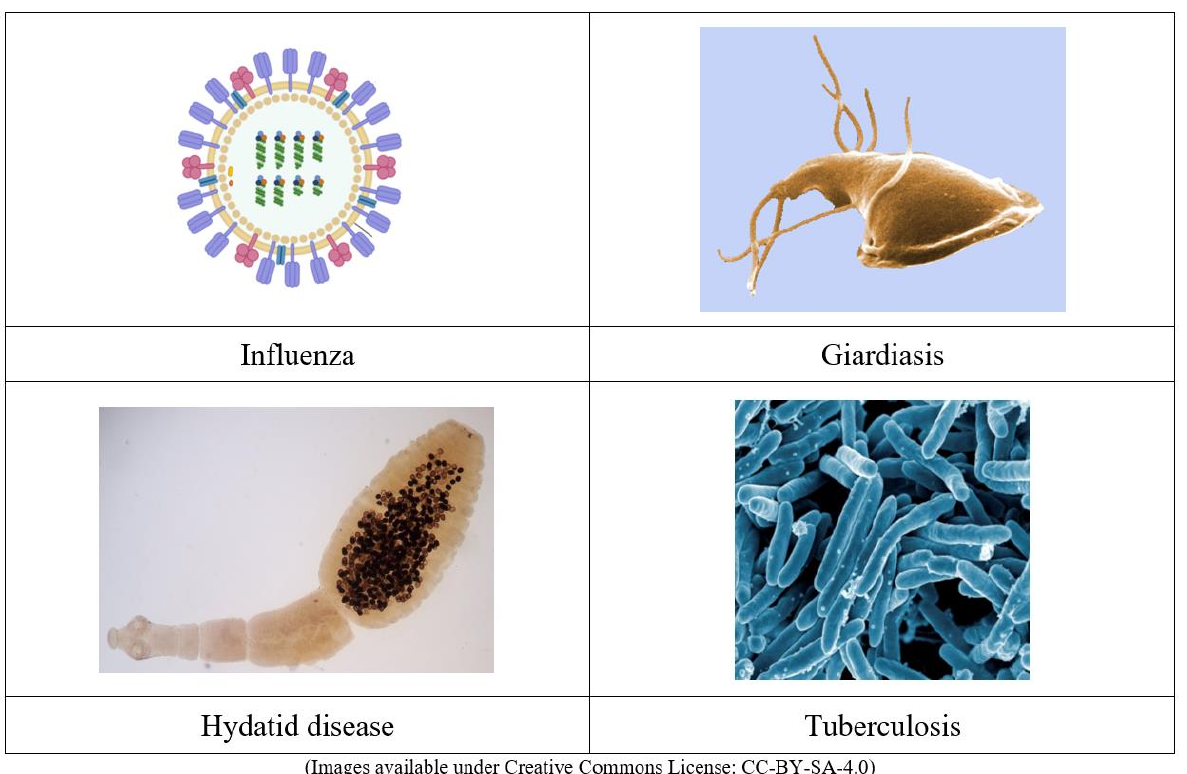 Influenza
Giardiasis
Hydatid disease
Tuberculosis
(Images available under Creative Commons License: CC-BY-SA-4.0)